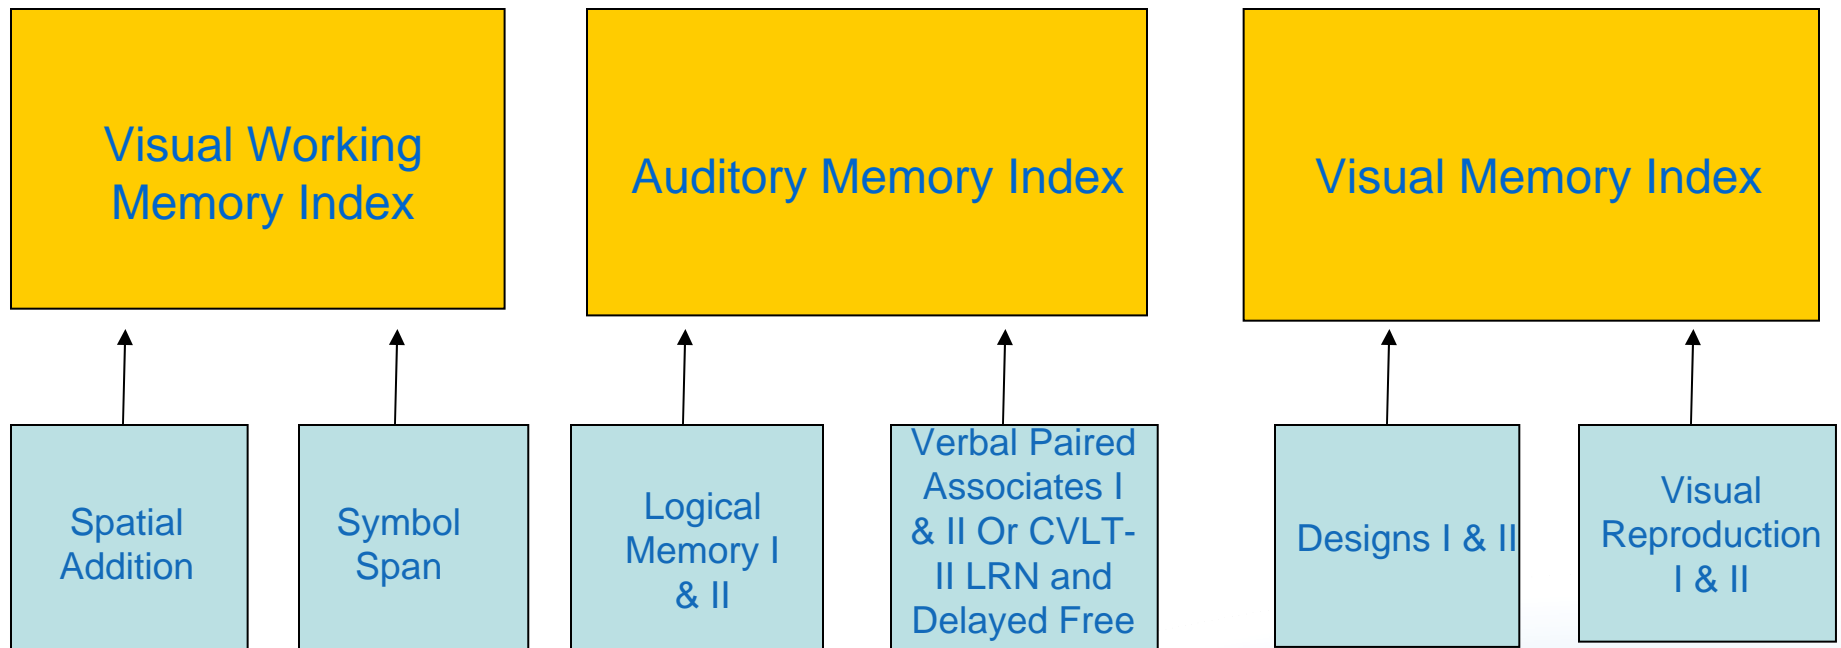 Visual Working
Memory Index
Auditory Memory Index
Visual Memory Index
Spatial
Addition
Symbol
Span
Logical
Memory I
& II
Verbal Paired
Associates I
& II Or CVLT-
II LRN and
Delayed Free
Designs I & II
Visual
Reproduction
I & II